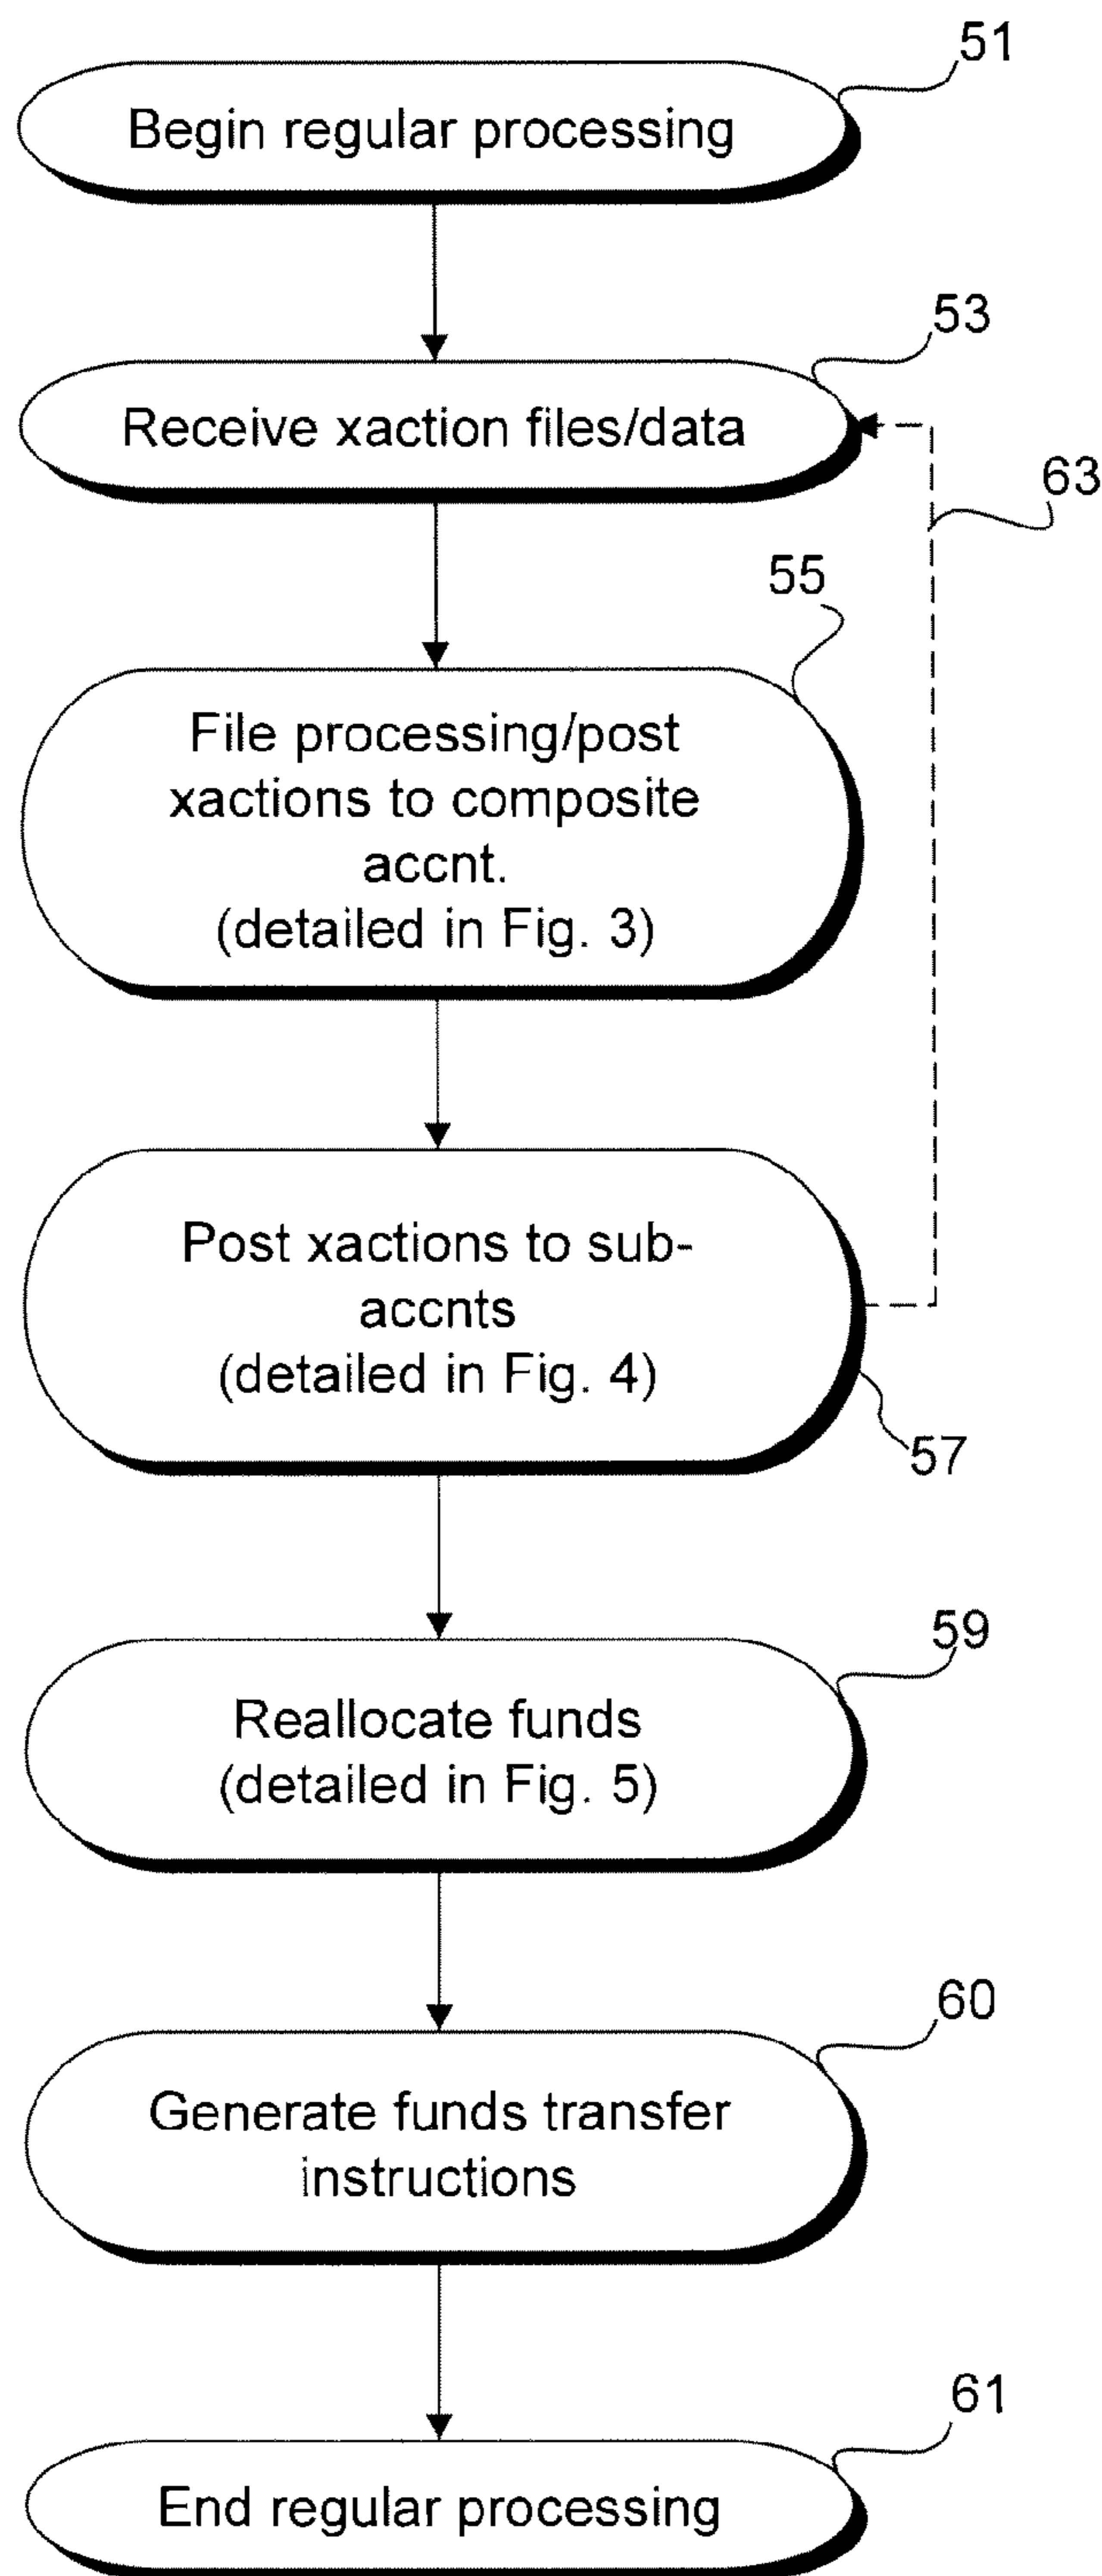 51
Begin regular processing
53
Receive xaction files/data
63
55
File processing/post
xactions to composite
accnt.
(detailed in Fig. 3)
Post xactions to sub-
accnts
(detailed in Fig. 4)
57
59
Reallocate funds
(detailed in Fig. 5)
60
Generate funds transfer
instructions
61
End regular processing